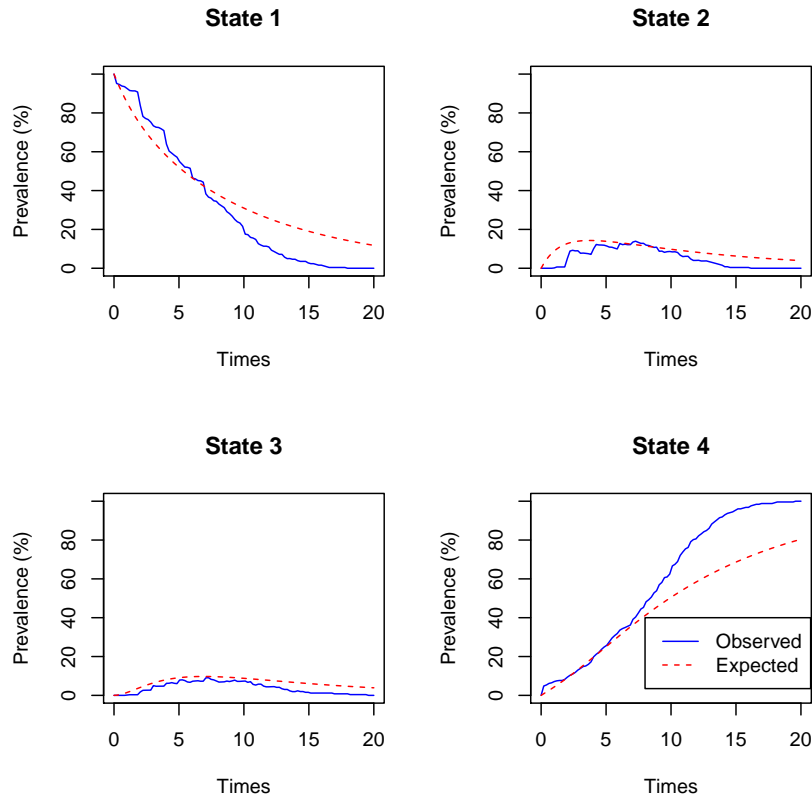 State 1
Prevalence (%)
0 20 40 60 80
0 5 10 15 20
Times
State 2
Prevalence (%)
0 20 40 60 80
0 5 10 15 20
Times
State 3
Prevalence (%)
0 20 40 60 80
0 5 10 15 20
Times
State 4
Prevalence (%)
0 20 40 60 80
Observed
Expected
0 5 10 15 20
Times